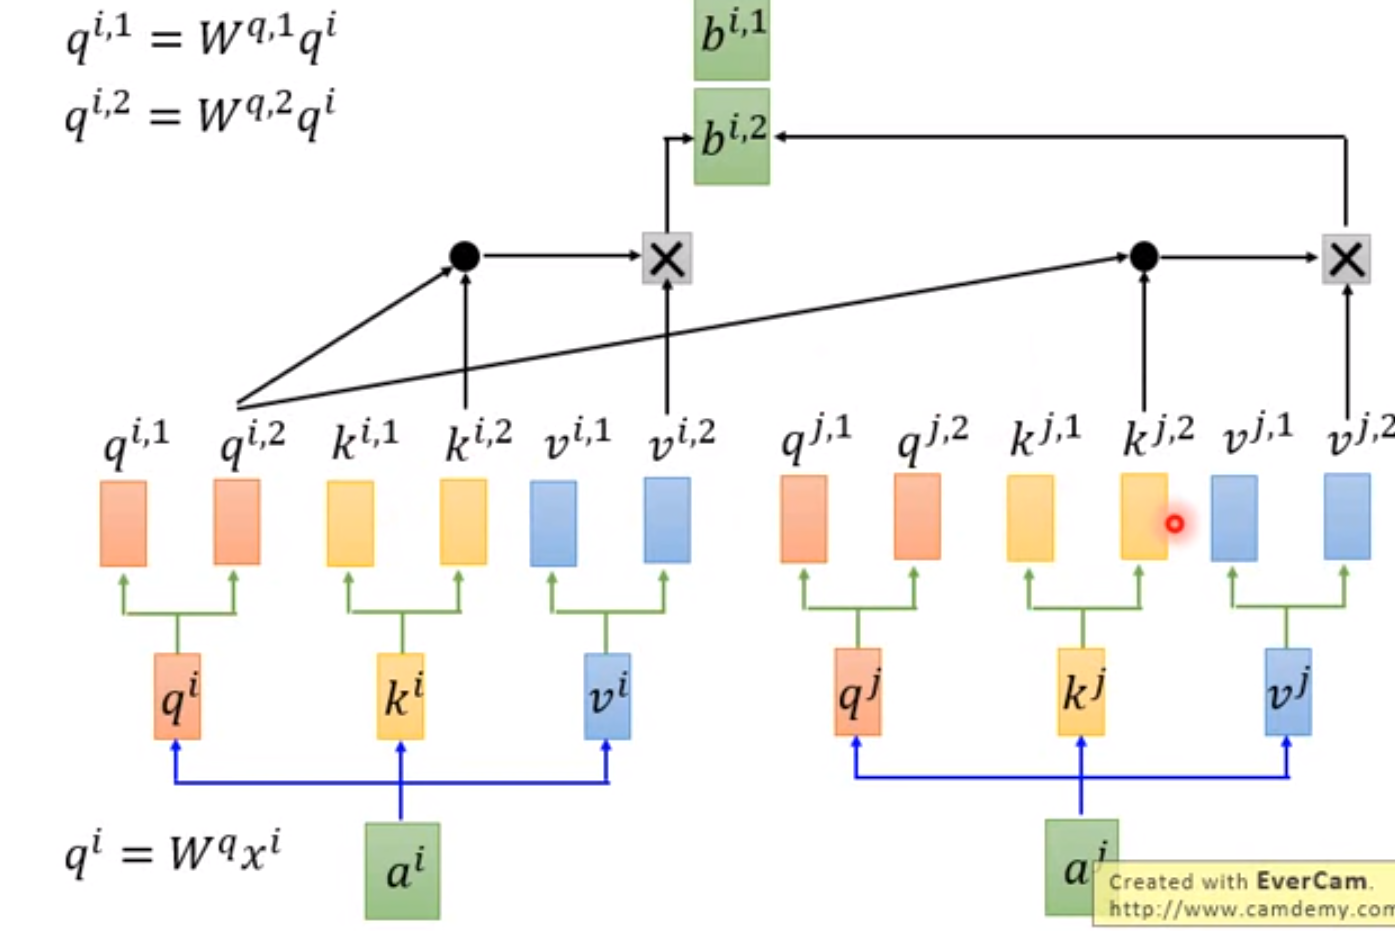 q^{i,1} = W^{q,1}q^i
b^{i,1}
q^{i,2} = W^{q,2}q^i
b^{i,2}
q^{i,1} q^{i,2} k^{i,1} k^{i,2} v^{i,1} v^{i,2} q^{j,1} q^{j,2} k^{j,1} k^{j,2} v^{j,1} v^{j,2}
q^i k^i v^i q^j k^j v^j
q^i = W^q x^i
a^i
a^j
Created with EverCam.
http://www.camdemy.com